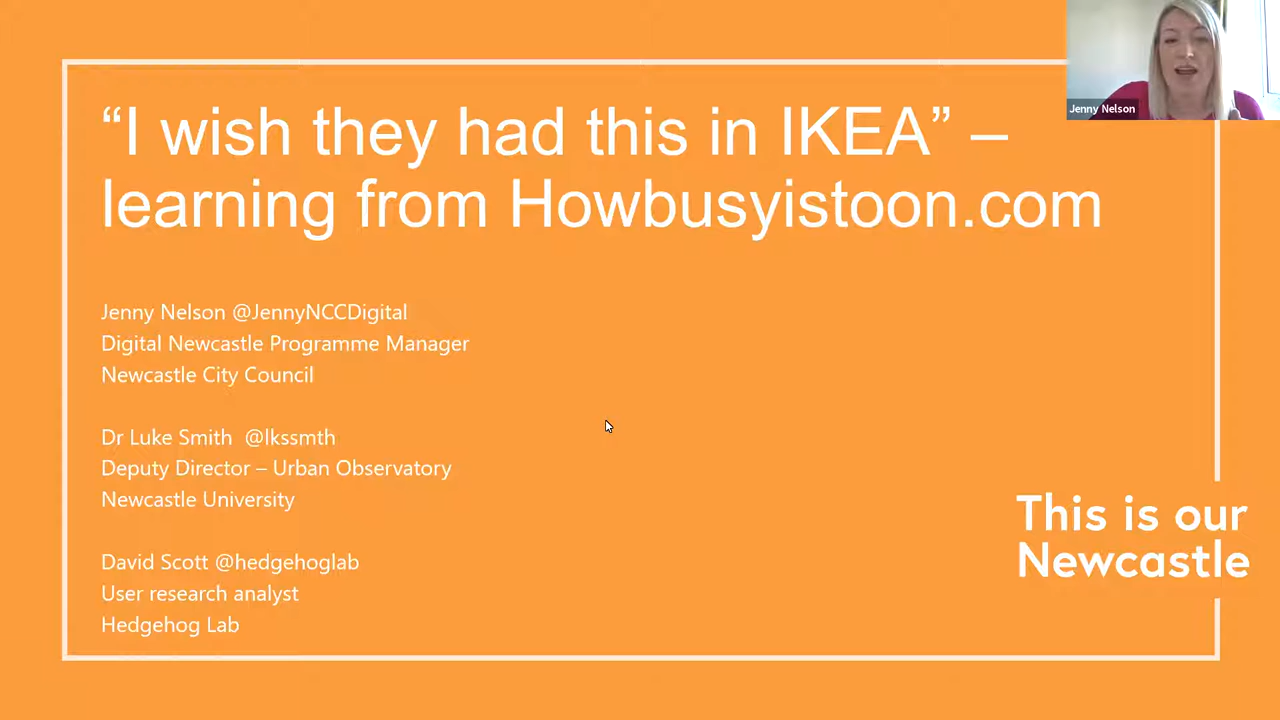 “I wish they had this in IKEA” –
learning from Howbusyistoon.com
Jenny Nelson @JennyNCCDigital
Digital Newcastle Programme Manager
Newcastle City Council
Dr Luke Smith  @lkssmth
Deputy Director – Urban Observatory
Newcastle University
David Scott @hedgehoglab
User research analyst
Hedgehog Lab
This is our
Newcastle
Jenny Nelson